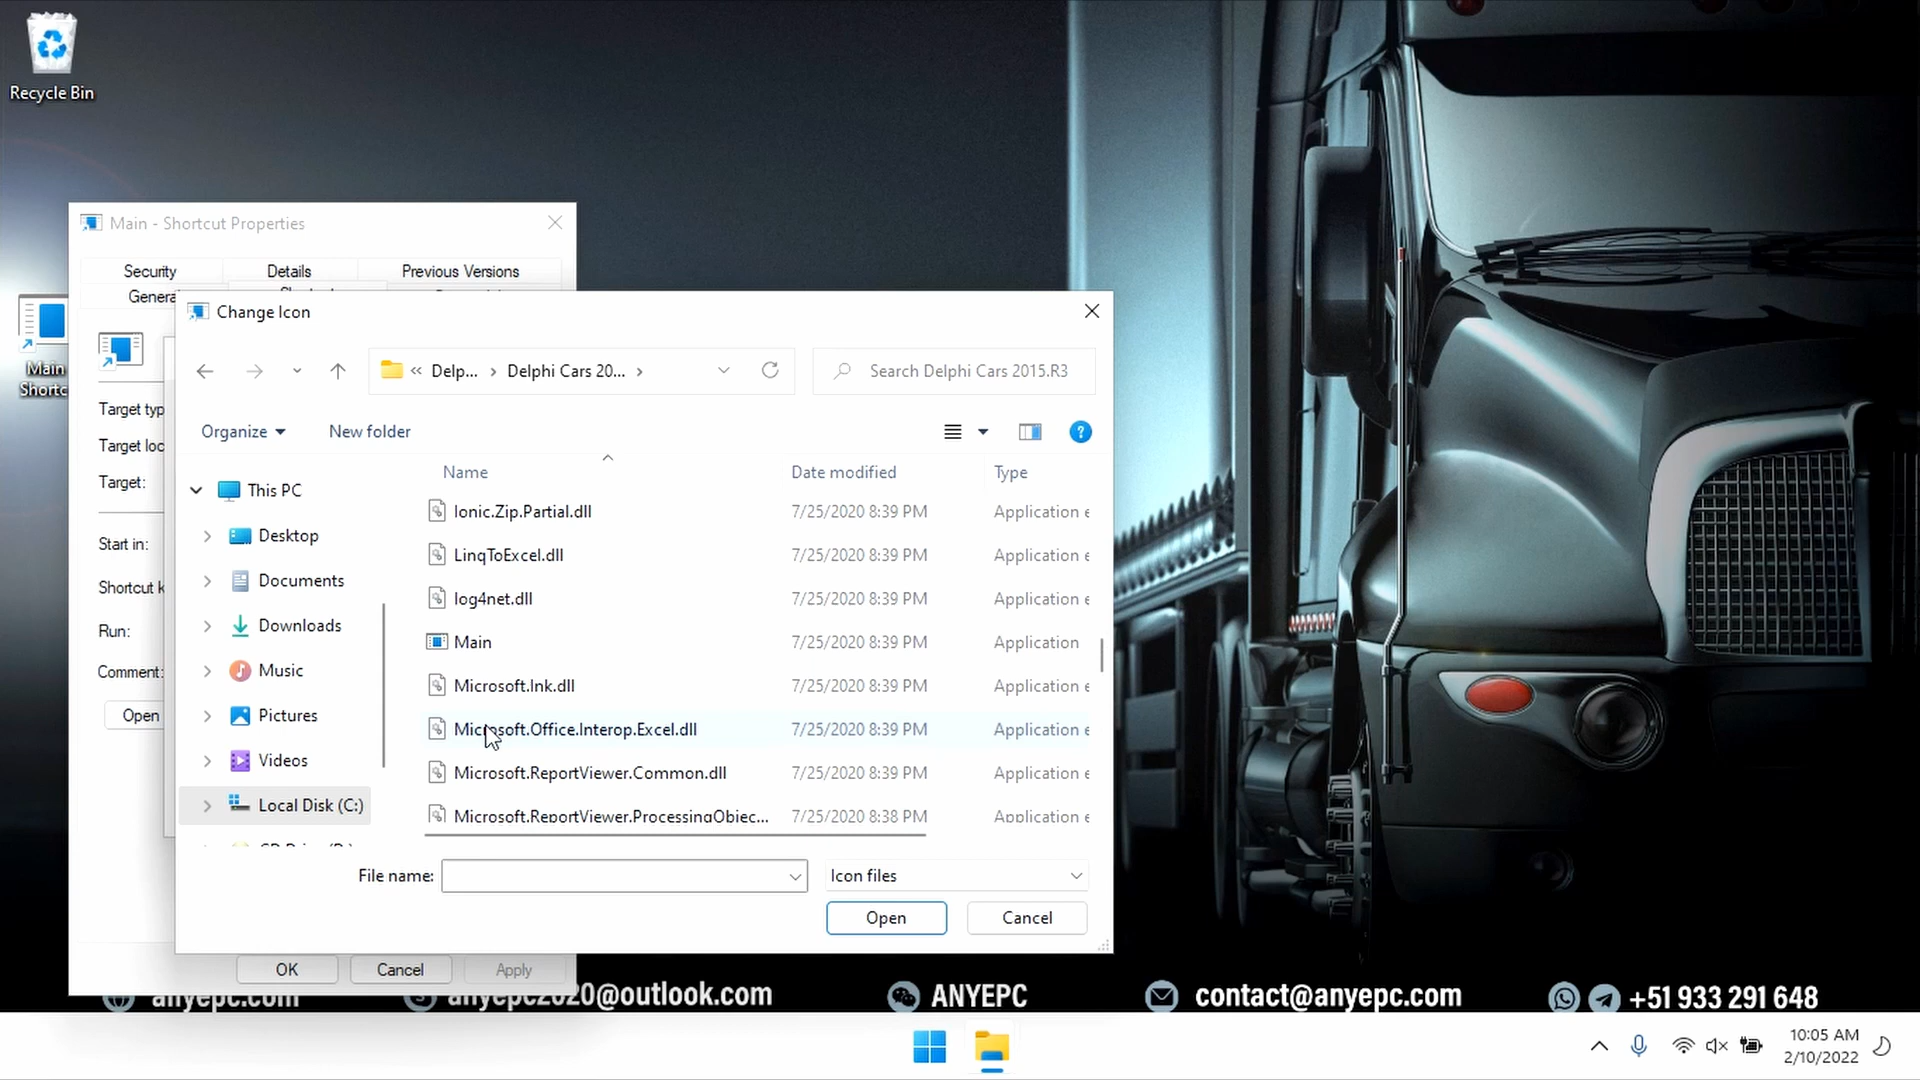 Recycle Bin
Main - Shortcut Properties
Security
Details
Previous Versions
Main
Target
Target:
Start in:
Run:
Comment:
Open
Change Icon
Delp...
Delphi Cars 20...
Search Delphi Cars 2015.R3
Organize
New folder
Name
Date modified
Type
This PC
Desktop
Documents
Downloads
Music
Pictures
Videos
Local Disk (C:)
Ionic.Zip.Partial.dll 7/25/2020 8:39 PM Application e
LinqToExcel.dll 7/25/2020 8:39 PM Application e
log4net.dll 7/25/2020 8:39 PM Application e
Main 7/25/2020 8:39 PM Application
Microsoft.Ink.dll 7/25/2020 8:39 PM Application e
Microsoft.Office.Interop.Excel.dll 7/25/2020 8:39 PM Application e
Microsoft.ReportViewer.Common.dll 7/25/2020 8:39 PM Application e
Microsoft.ReportViewer.ProcessingObjec... 7/25/2020 8:38 PM Application e
File name:
Icon files
Open
Cancel
OK
Cancel
Apply
anyepc.com
anyepc2020@outlook.com
ANYEPC
contact@anyepc.com
+51 933 291 648
10:05 AM
2/10/2022